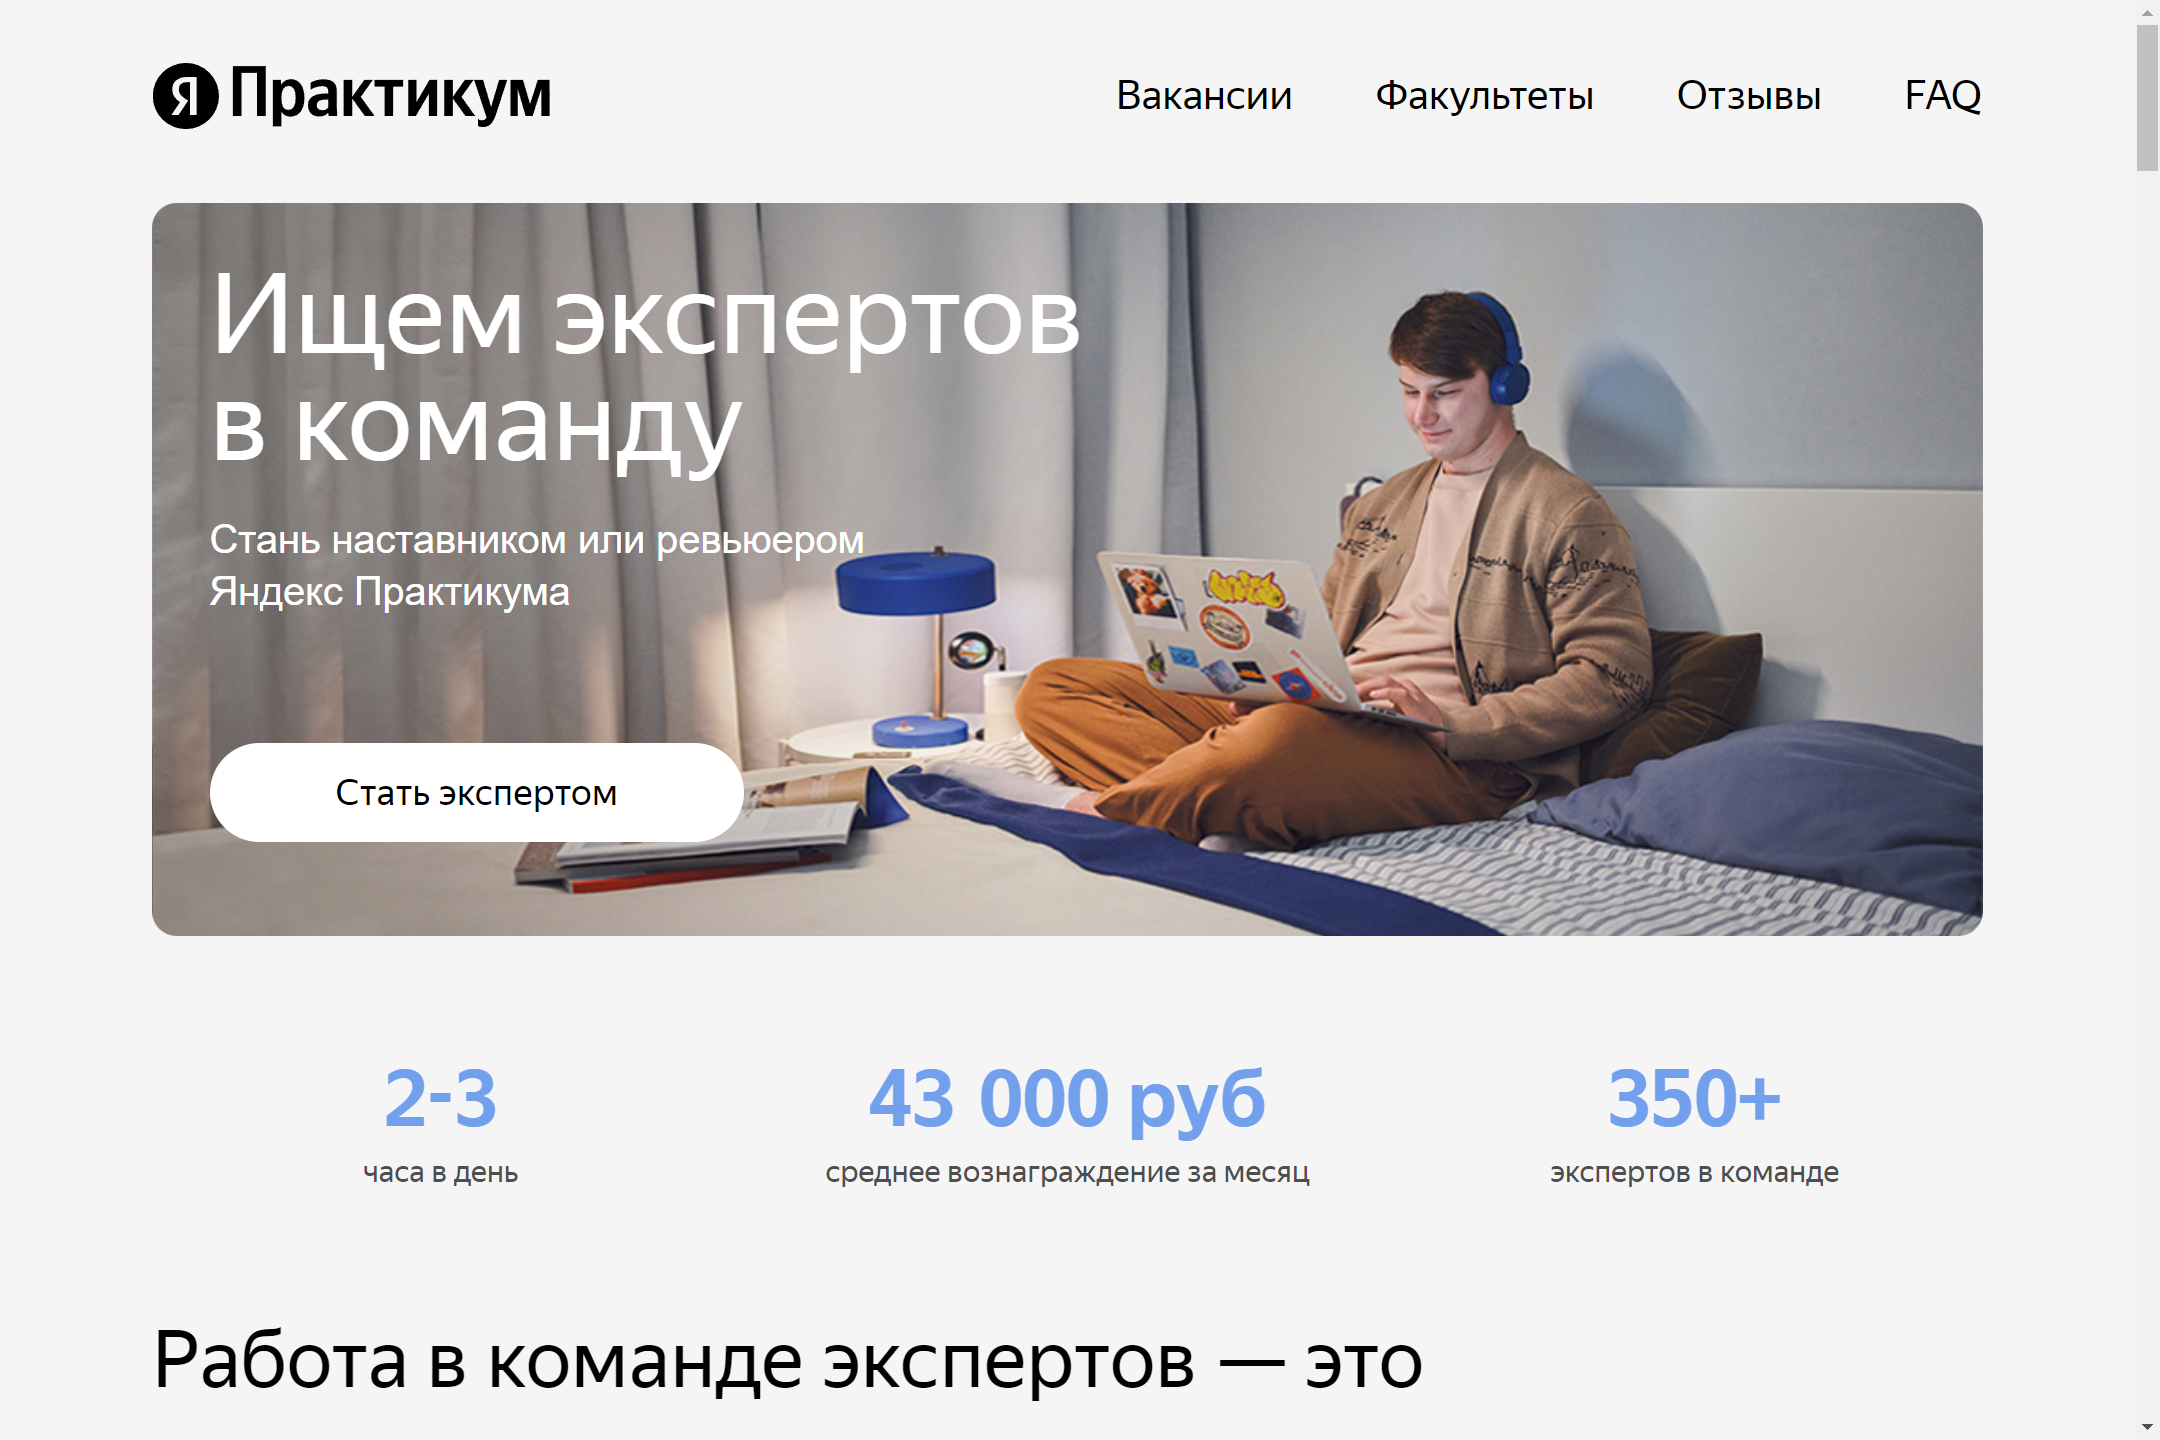 Я Практикум
Вакансии
Факультеты
Отзывы
FAQ
Ищем экспертов
в команду
Стань наставником или ревьюером
Яндекс Практикума
Стать экспертом
2-3
часа в день
43 000 руб
среднее вознаграждение за месяц
350+
экспертов в команде
Работа в команде экспертов — это